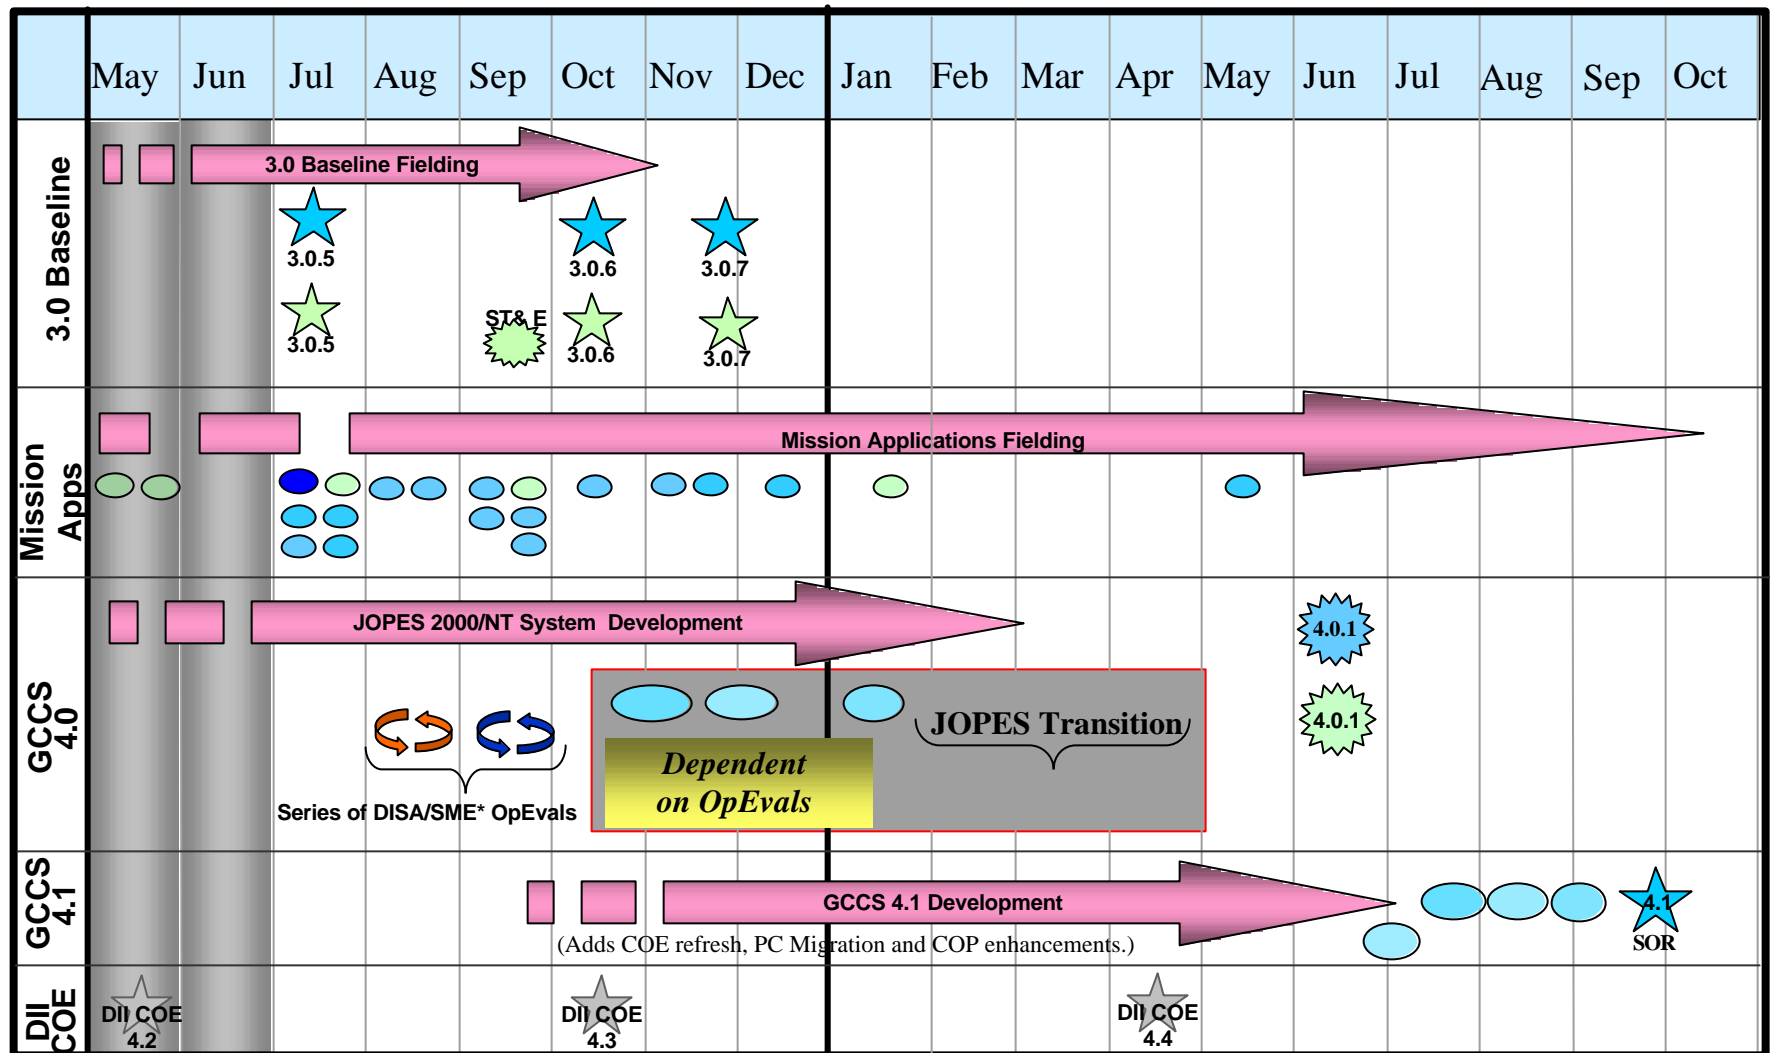 May Jun Jul Aug Sep Oct Nov Dec Jan Feb Mar Apr May Jun Jul Aug Sep Oct
3.0 Baseline
3.0 Baseline Fielding
3.0.5
3.0.6
3.0.7
ST& E
3.0.5
3.0.6
3.0.7
Mission
Apps
Mission Applications Fielding
GCCS
4.0
JOPES 2000/NT System Development
4.0.1
4.0.1
JOPES Transition
Dependent
on OpEvals
Series of DISA/SME* OpEvals
GCCS
4.1
GCCS 4.1 Development
(Adds COE refresh, PC Migration and COP enhancements.)
4.1
SOR
DII
COE
DII COE
4.2
DII COE
4.3
DII COE
4.4